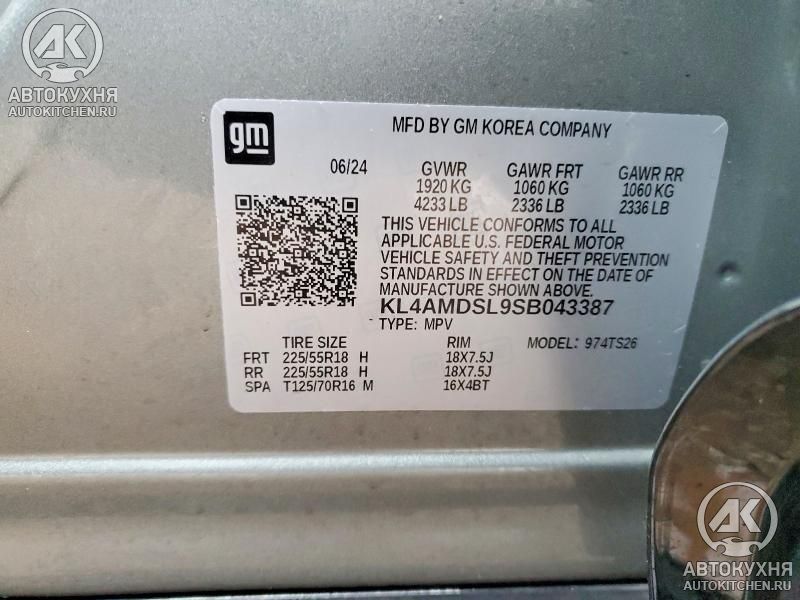 AK
АВТОКУХНЯ
AUTOKITCHEN.RU
gm
MFD BY GM KOREA COMPANY
06/24 GVWR GAWR FRT GAWR RR
1920 KG 1060 KG 1060 KG
4233 LB 2336 LB 2336 LB
THIS VEHICLE CONFORMS TO ALL
APPLICABLE U.S. FEDERAL MOTOR
VEHICLE SAFETY AND THEFT PREVENTION
STANDARDS IN EFFECT ON THE DATE OF
MANUFACTURE SHOWN ABOVE.
KL4AMDSL9SB043387
TYPE: MPV
TIRE SIZE RIM MODEL: 974TS26
FRT 225/55R18 H 18X7.5J
RR 225/55R18 H 18X7.5J
SPA T125/70R16 M 16X4BT
AK
АВТОКУХНЯ
AUTOKITCHEN.RU